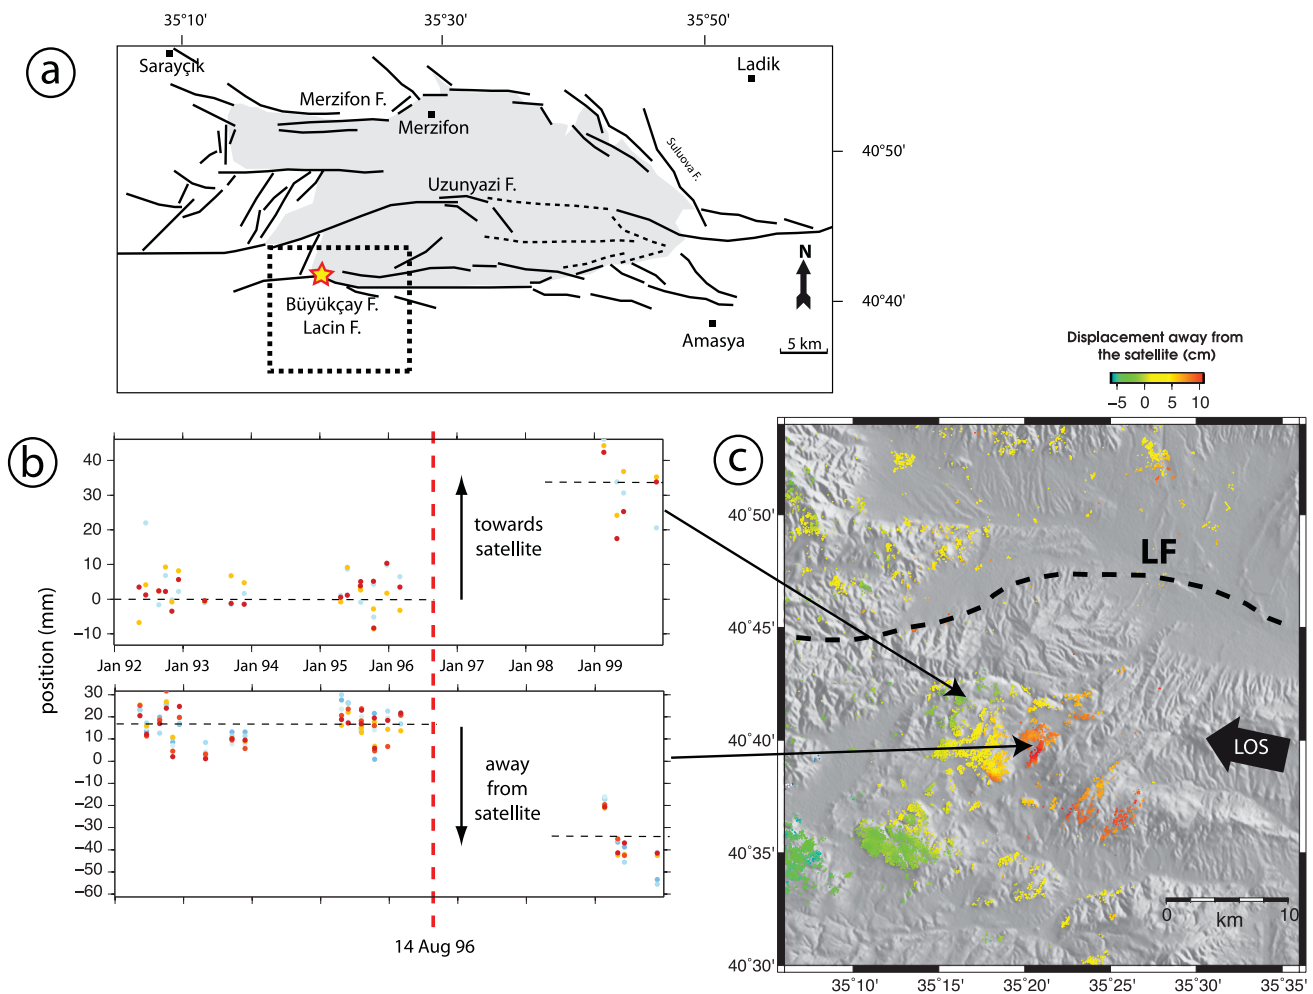 35°10'
35°30'
35°50'
a
Sarayçik
Ladik
Merzifon F.
Merzifon
Suluova F.
40°50'
Uzunyazi F.
N
Büyükçay F.
Lacin F.
40°40'
Amasya
5 km
Displacement away from
the satellite (cm)
−5 0 5 10
b
position (mm)
40
30
20
10
0
−10
towards
satellite
Jan 92 Jan 93 Jan 94 Jan 95 Jan 96 Jan 97 Jan 98 Jan 99
30
20
10
0
−10
−20
−30
−40
−50
−60
away
from
satellite
14 Aug 96
c
40°50'
40°45'
40°40'
40°35'
40°30'
LF
LOS
0 10
km
35°10' 35°15' 35°20' 35°25' 35°30' 35°35'